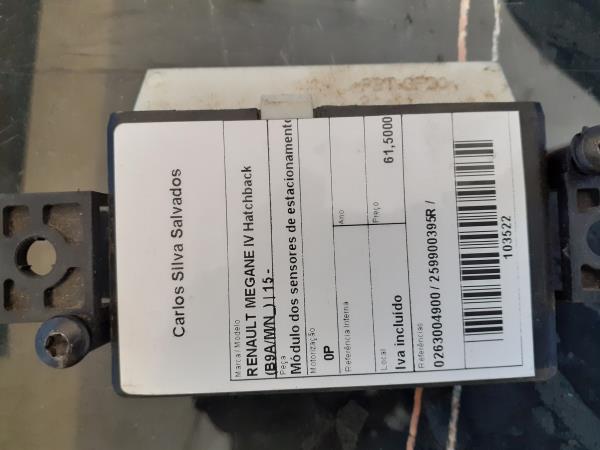 Carlos Silva Salvados
Marca / Modelo
RENAULT MEGANE IV Hatchback
(B9A/M/N_) | 15 -
Peça
Módulo dos sensores de estacionamento
Motorização
0P
Ano
Referência Interna
Preço
61,5000
Local
Iva incluído
Referências
0263004900 / 259900395R /
103522